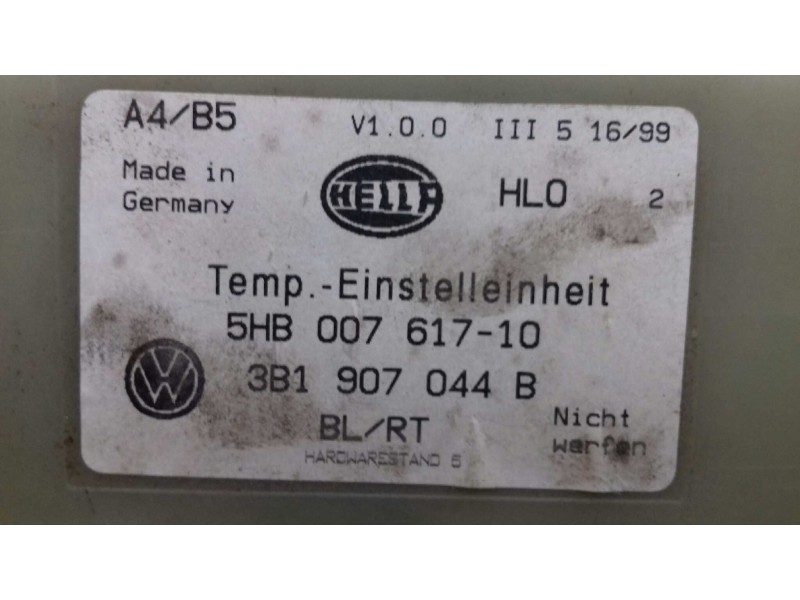 A4/B5 V1.0.0 III 5 16/99
Made in
Germany
HELLA
HLO 2
Temp.-Einstelleinheit
5HB 007 617-10
VW
3B1 907 044 B
BL/RT
Nicht
werfen
HARDWARESTAND 5